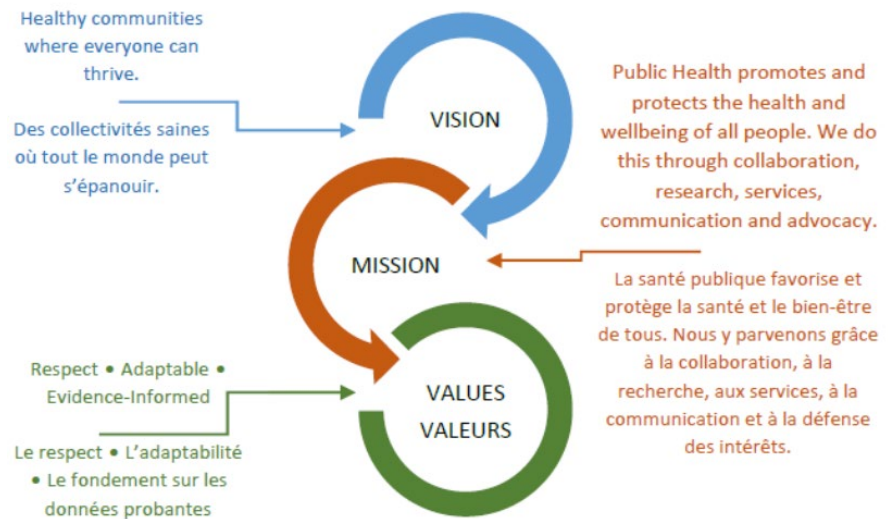 Healthy communities
where everyone can
thrive.
Des collectivités saines
où tout le monde peut
s'épanouir.
VISION
Public Health promotes and
protects the health and
wellbeing of all people. We do
this through collaboration,
research, services,
communication and advocacy.
MISSION
La santé publique favorise et
protège la santé et le bien-être
de tous. Nous y parvenons grâce
à la collaboration, à la
recherche, aux services, à la
communication et à la défense
des intérêts.
Respect • Adaptable •
Evidence-Informed
Le respect • L'adaptabilité
• Le fondement sur les
données probantes
VALUES
VALEURS